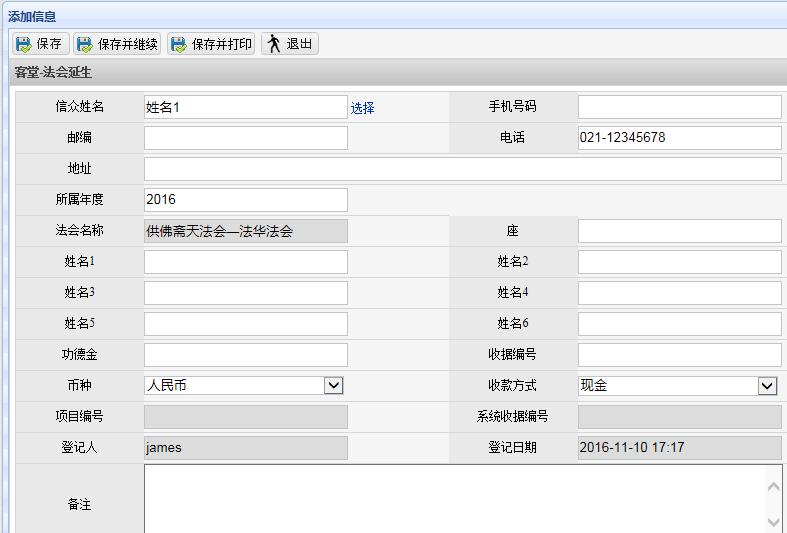 添加信息
保存 保存并继续 保存并打印 退出
客堂-法会延生
信众姓名 姓名1 选择 手机号码
邮编 电话 021-12345678
地址
所属年度 2016
法会名称 供佛斋天法会—法华法会 座
姓名1 姓名2
姓名3 姓名4
姓名5 姓名6
功德金 收据编号
币种 人民币 收款方式 现金
项目编号 系统收据编号
登记人 james 登记日期 2016-11-10 17:17
备注